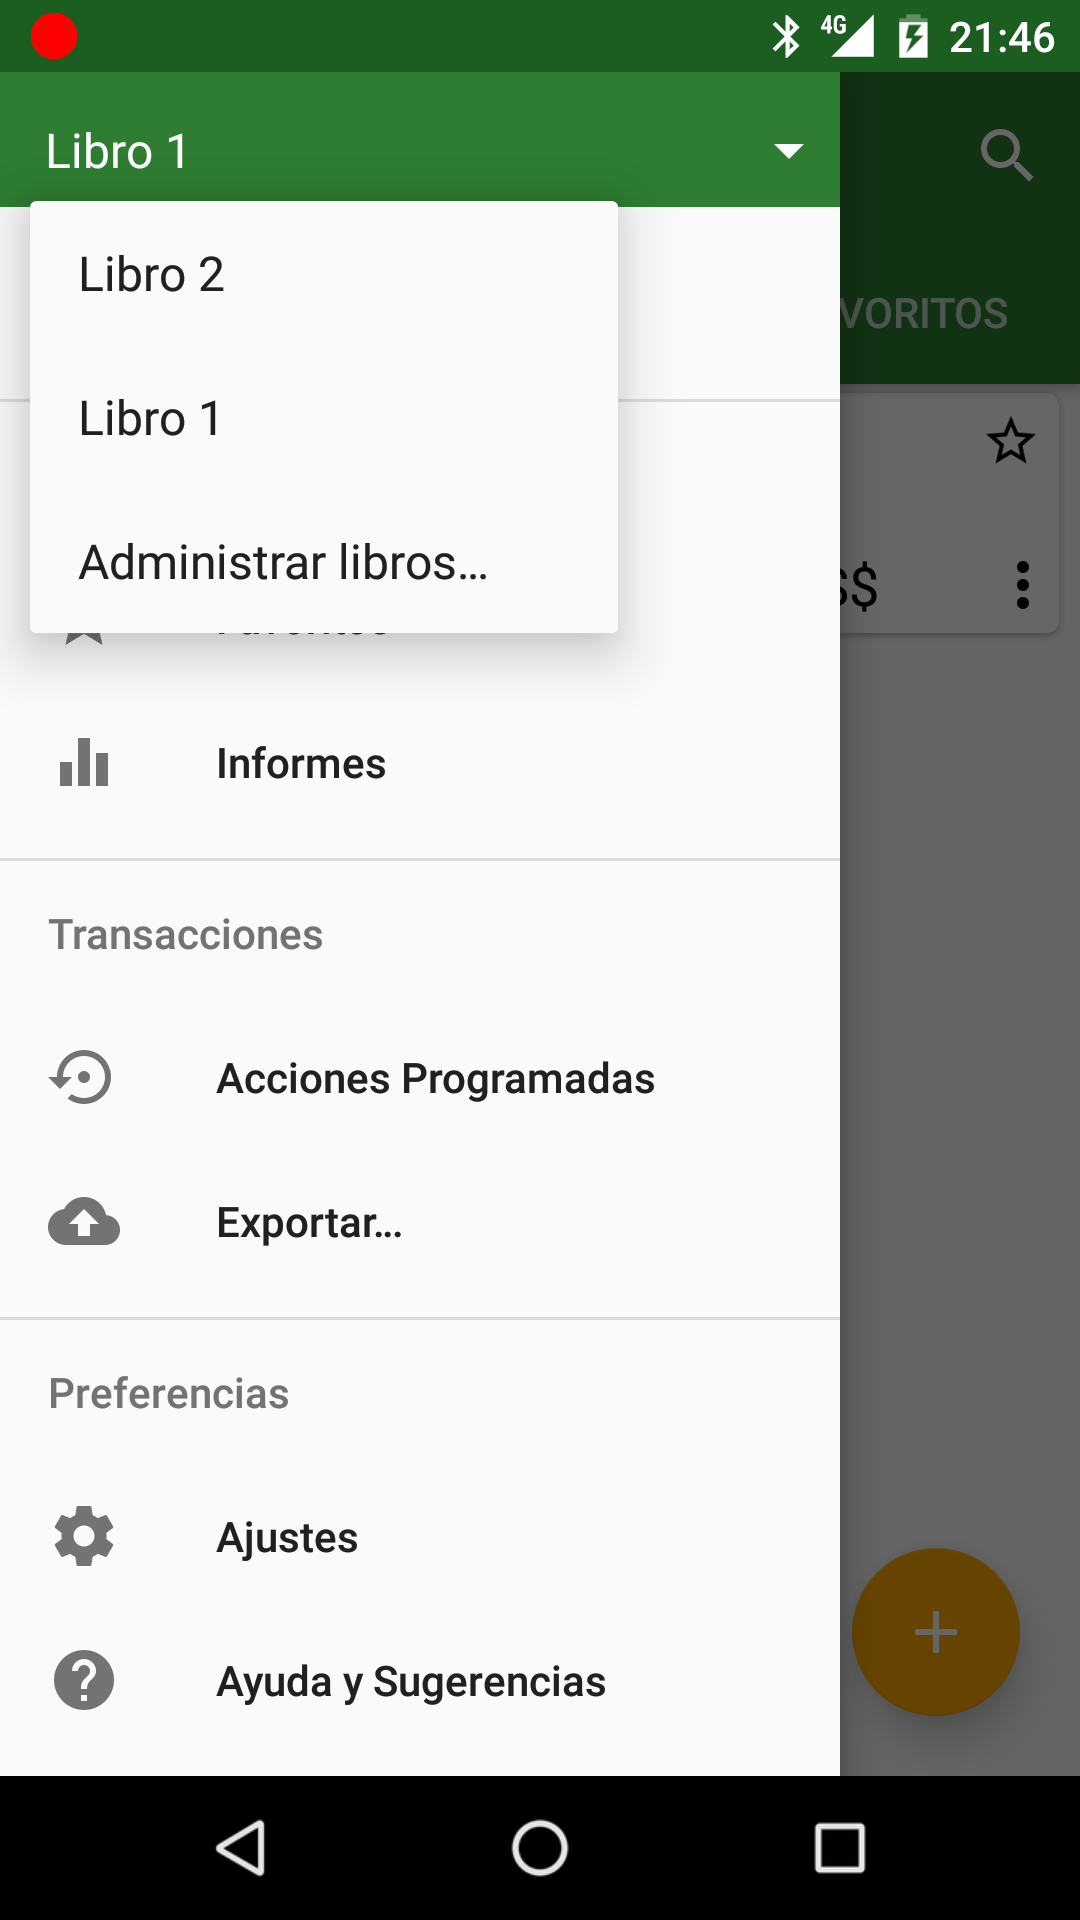 4G 21:46
Libro 1
Libro 2
VORITOS
Libro 1
Administrar libros...
$
Informes
Transacciones
Acciones Programadas
Exportar...
Preferencias
Ajustes
Ayuda y Sugerencias